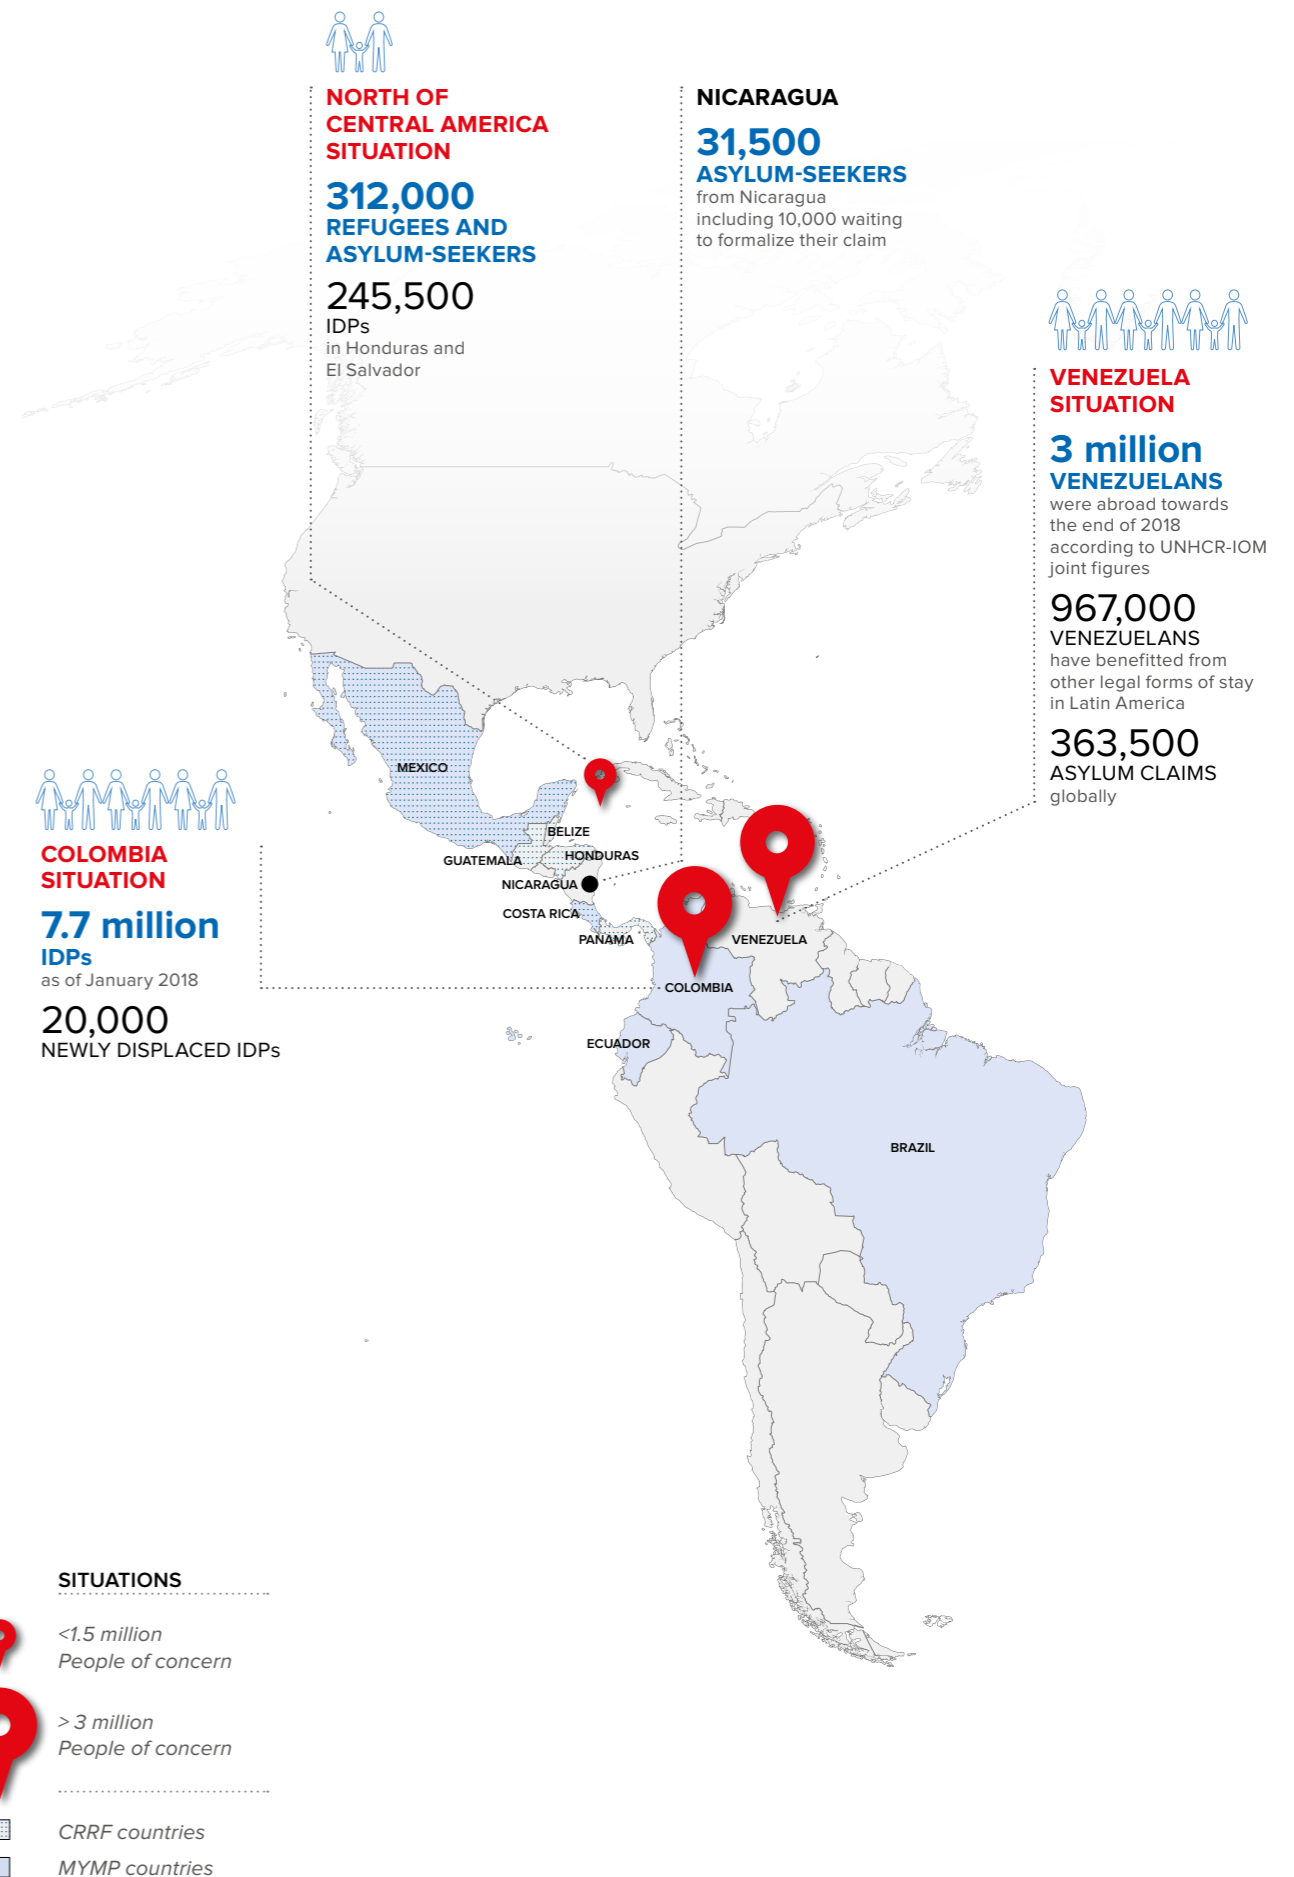 NORTH OF
CENTRAL AMERICA
SITUATION
312,000
REFUGEES AND
ASYLUM-SEEKERS
245,500
IDPs
in Honduras and
El Salvador
NICARAGUA
31,500
ASYLUM-SEEKERS
from Nicaragua
including 10,000 waiting
to formalize their claim
VENEZUELA
SITUATION
3 million
VENEZUELANS
were abroad towards
the end of 2018
according to UNHCR-IOM
joint figures
967,000
VENEZUELANS
have benefitted from
other legal forms of stay
in Latin America
363,500
ASYLUM CLAIMS
globally
COLOMBIA
SITUATION
7.7 million
IDPs
as of January 2018
20,000
NEWLY DISPLACED IDPs
MEXICO
BELIZE
GUATEMALA
HONDURAS
NICARAGUA
COSTA RICA
PANAMA
VENEZUELA
COLOMBIA
ECUADOR
BRAZIL
SITUATIONS
<1.5 million
People of concern
> 3 million
People of concern
CRRF countries
MYMP countries